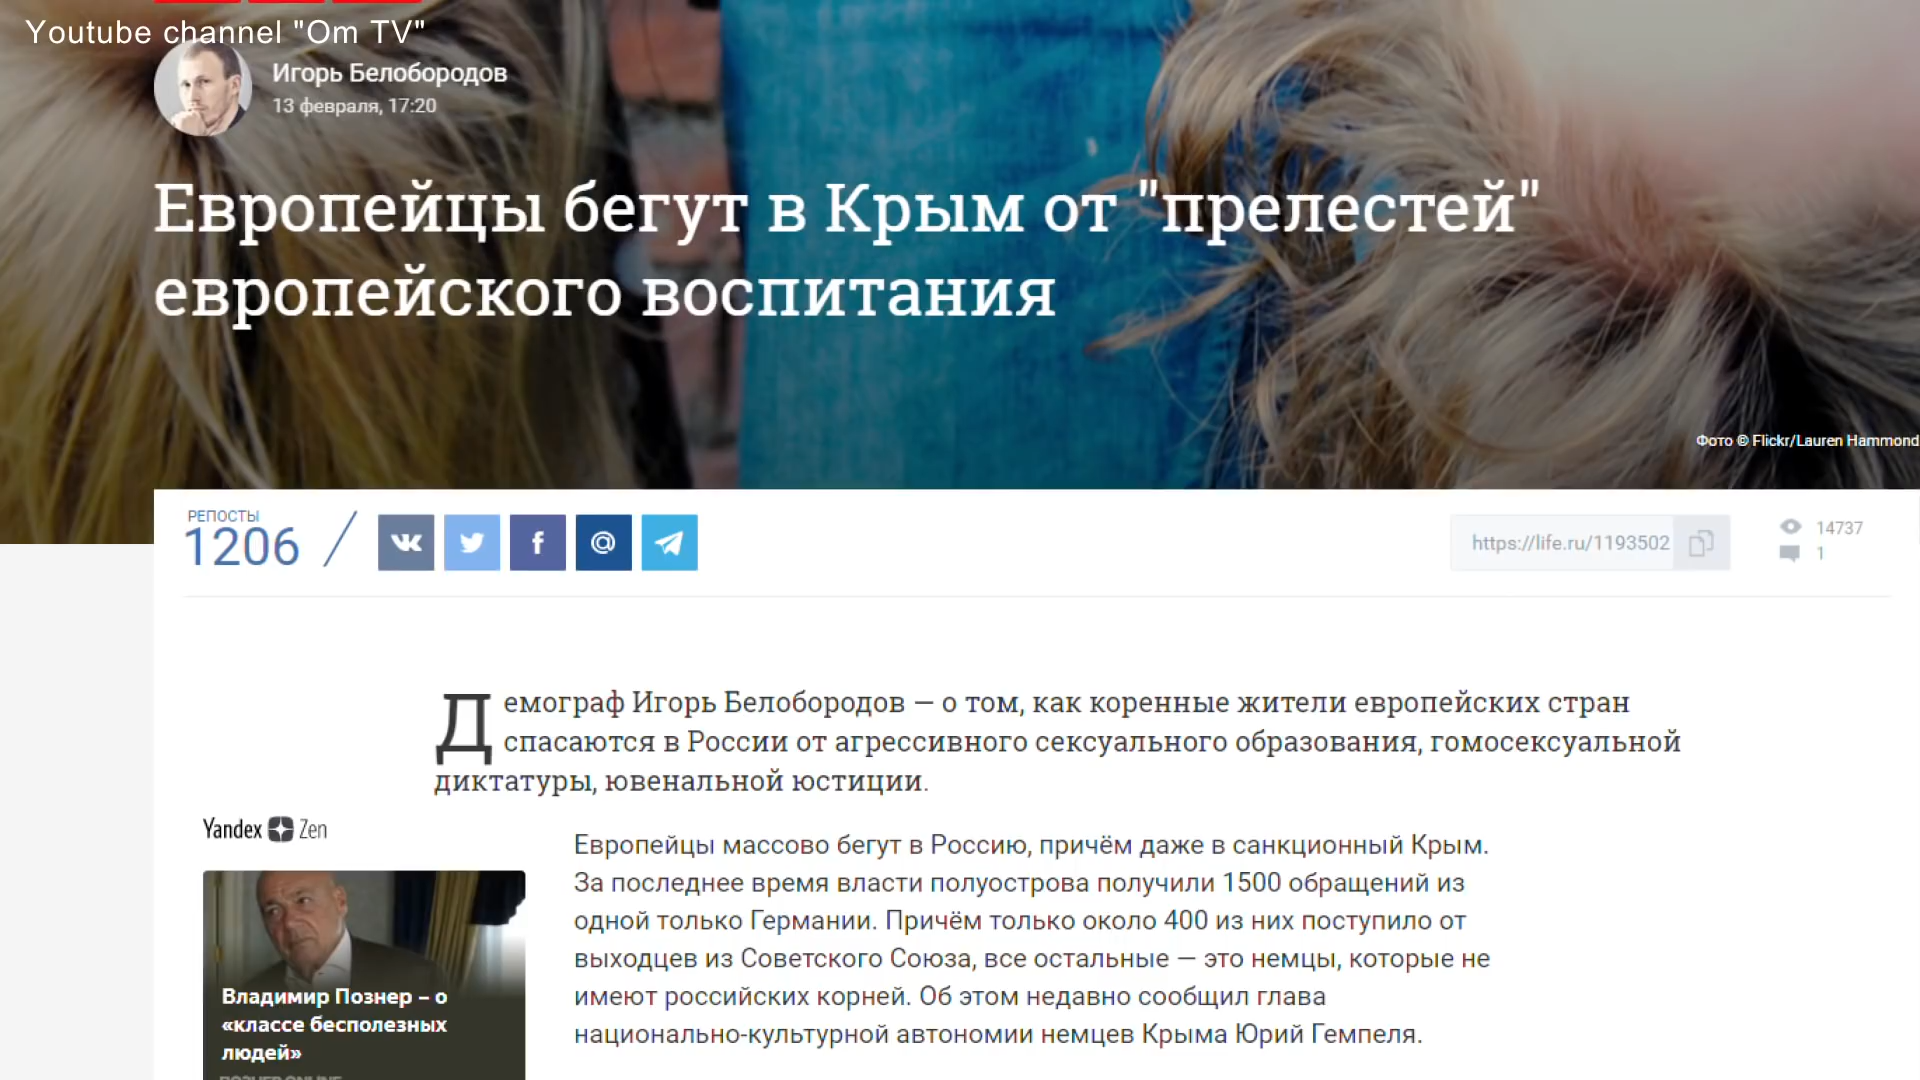 Youtube channel "Om TV"
Игорь Белобородов
13 февраля, 17:20
Европейцы бегут в Крым от "прелестей"
европейского воспитания
Фото © Flickr/Lauren Hammond
РЕПОСТЫ
1206
https://life.ru/1193502
14737
1
Демограф Игорь Белобородов — о том, как коренные жители европейских стран
спасаются в России от агрессивного сексуального образования, гомосексуальной
диктатуры, ювенальной юстиции.
Yandex Zen
Европейцы массово бегут в Россию, причём даже в санкционный Крым.
За последнее время власти полуострова получили 1500 обращений из
одной только Германии. Причём только около 400 из них поступило от
выходцев из Советского Союза, все остальные — это немцы, которые не
имеют российских корней. Об этом недавно сообщил глава
национально-культурной автономии немцев Крыма Юрий Гемпеля.
Владимир Познер – о
«классе бесполезных
людей»